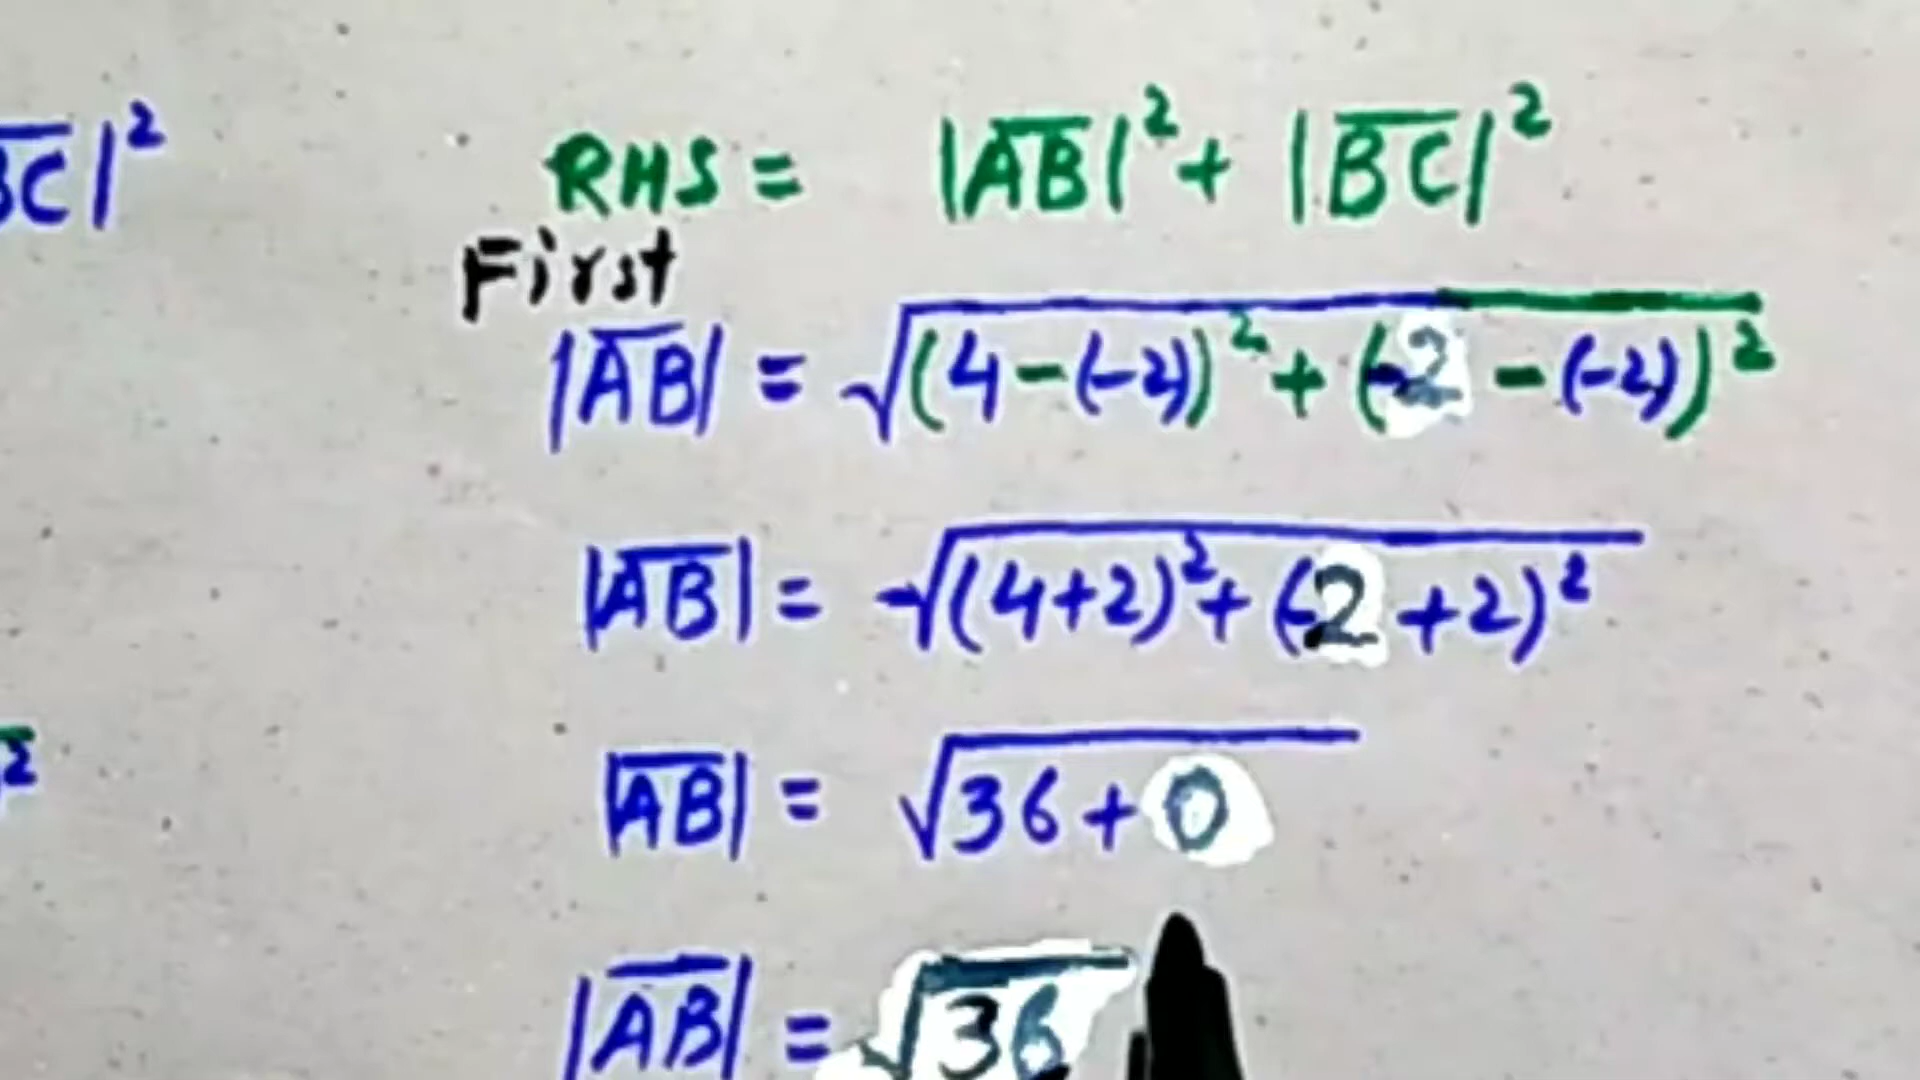 BC|²
RHS = |AB|² + |BC|²
First
|AB| = √(4-(-2))² + (-2 - (-2))²
|AB| = √(4+2)² + (-2 + 2)²
²
|AB| = √36 + 0
|AB| = √36